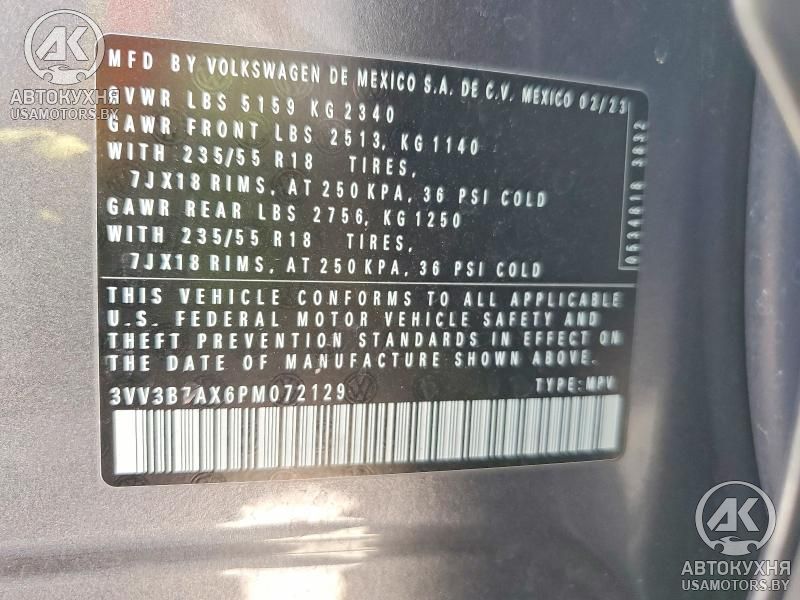 AK
АВТОКУХНЯ
USAMOTORS.BY
MFD BY VOLKSWAGEN DE MEXICO S.A. DE C.V. MEXICO 02/23
GVWR LBS 5159 KG 2340
GAWR FRONT LBS 2513, KG 1140
WITH 235/55 R18 TIRES,
7JX18 RIMS, AT 250 KPA, 36 PSI COLD
GAWR REAR LBS 2756, KG 1250
WITH 235/55 R18 TIRES,
7JX18 RIMS, AT 250 KPA, 36 PSI COLD
THIS VEHICLE CONFORMS TO ALL APPLICABLE
U.S. FEDERAL MOTOR VEHICLE SAFETY AND
THEFT PREVENTION STANDARDS IN EFFECT ON
THE DATE OF MANUFACTURE SHOWN ABOVE.
3VV3B7AX6PM072129 TYPE: MPV
0534818 3832
AK
АВТОКУХНЯ
USAMOTORS.BY